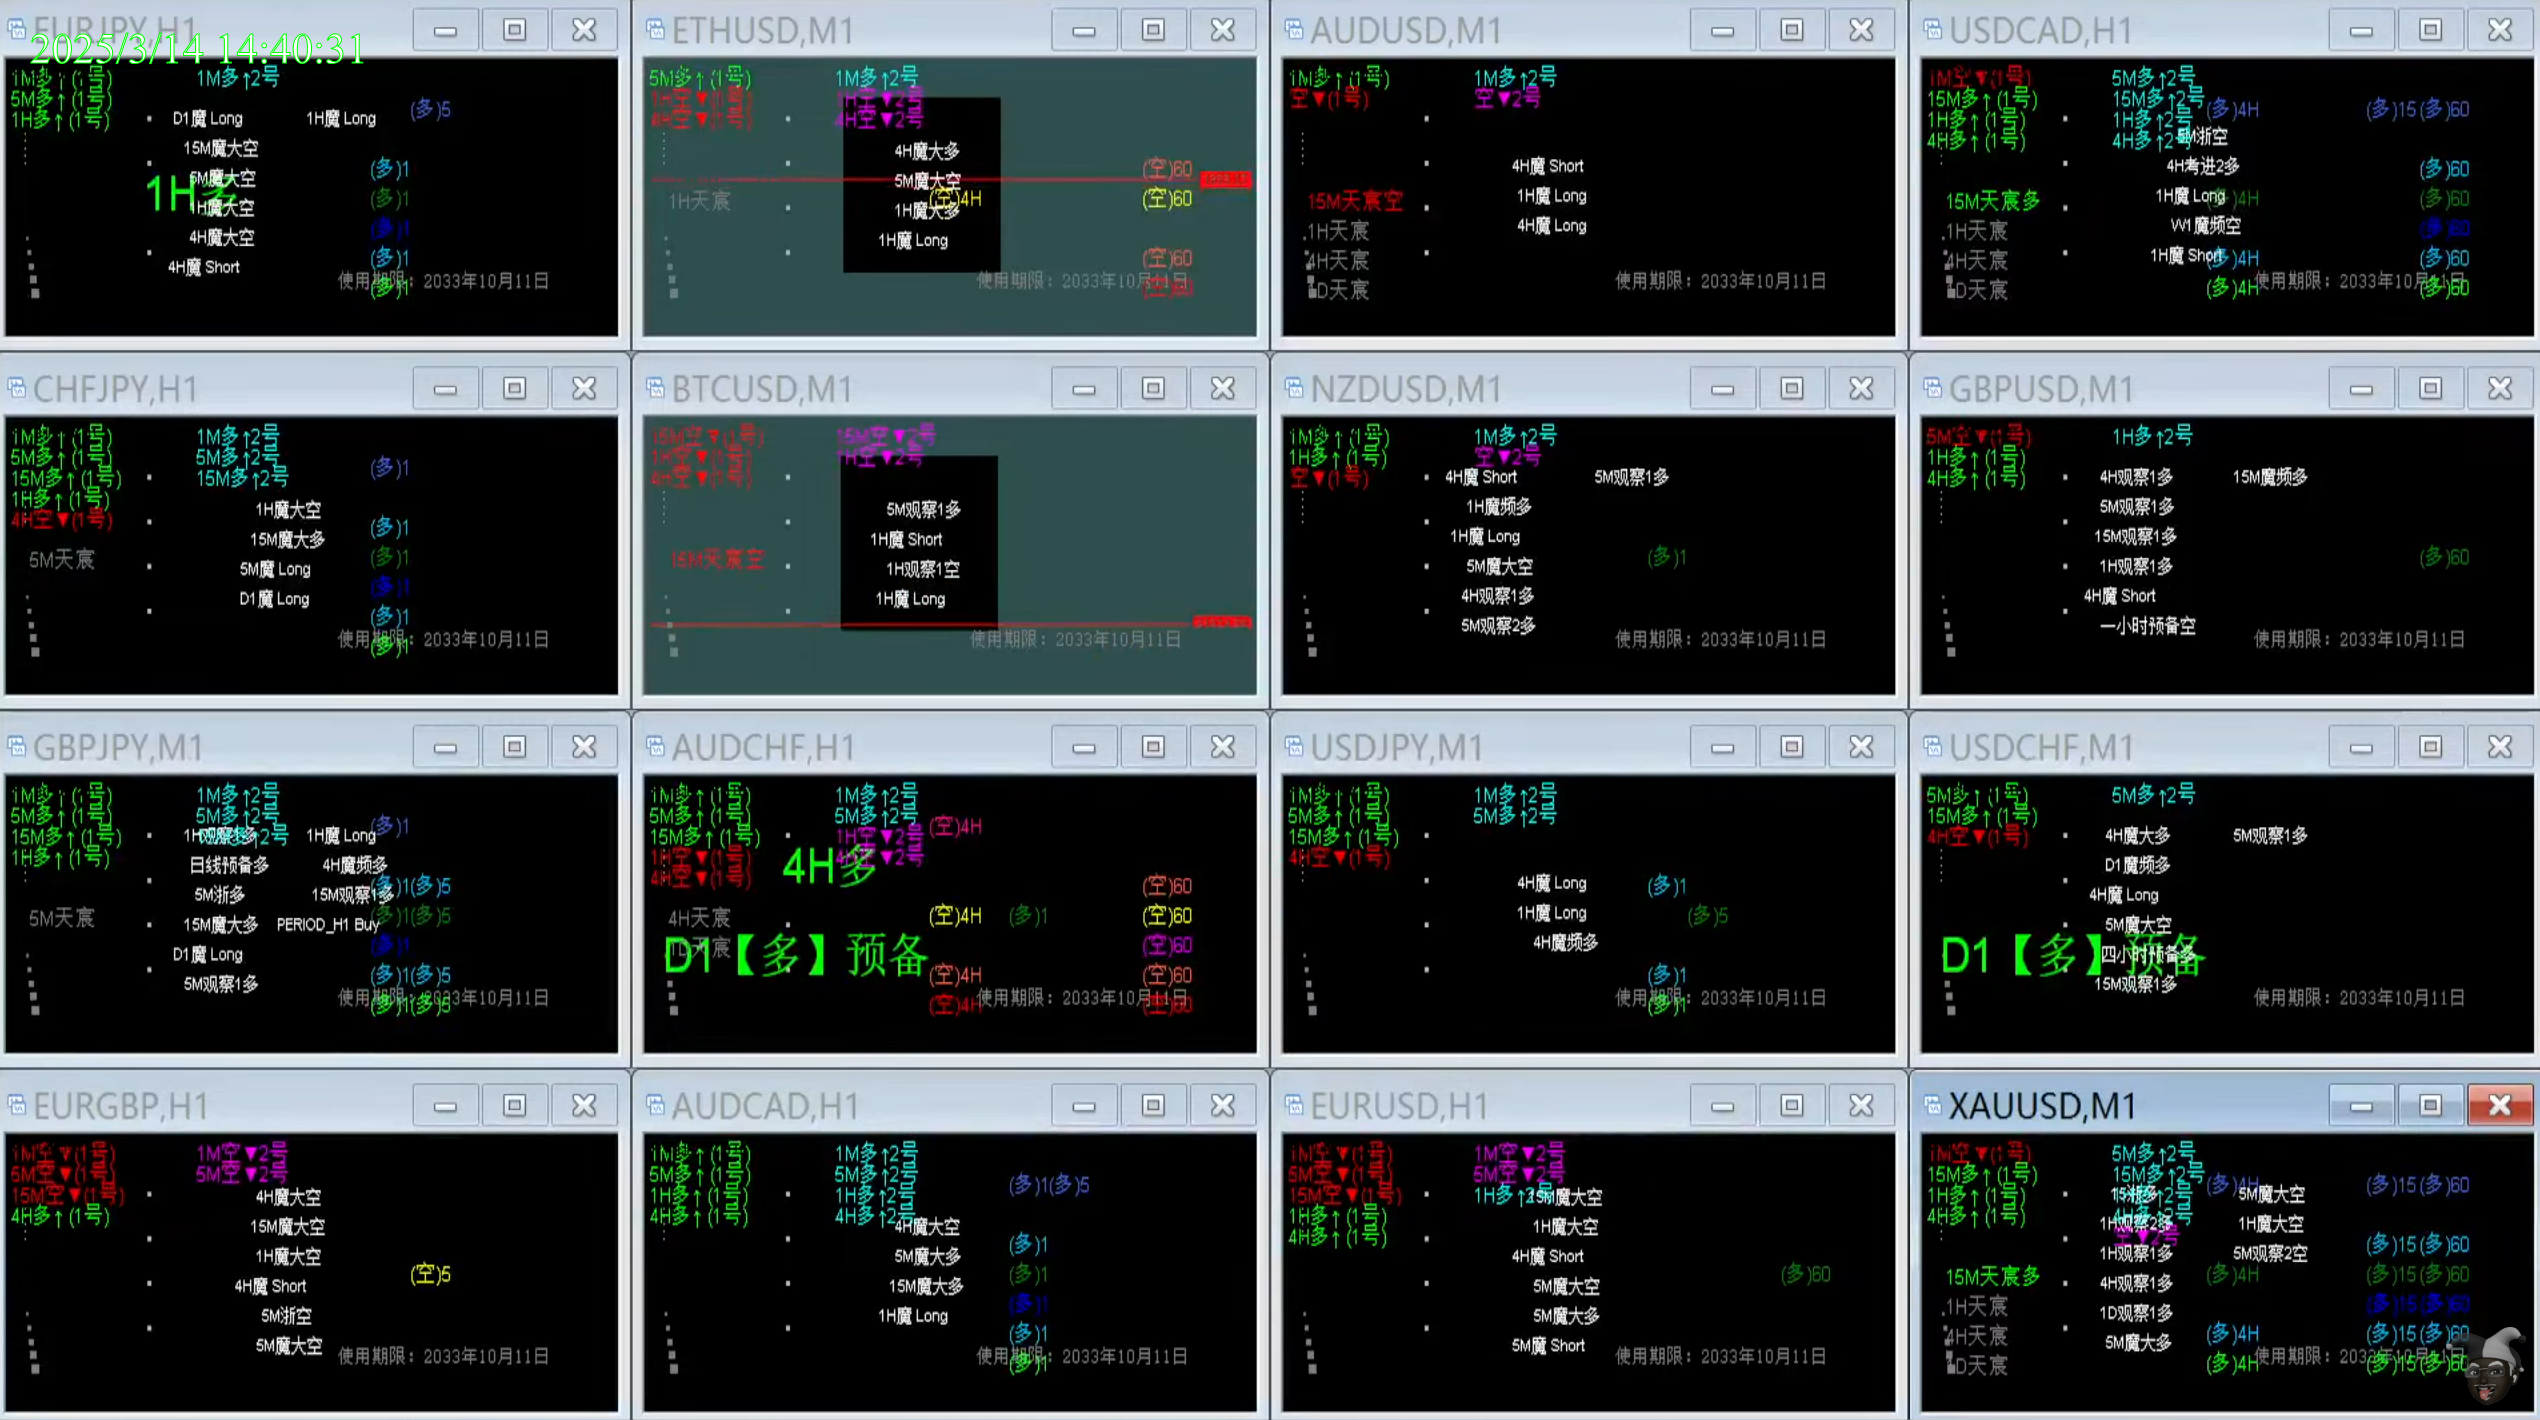 EURJPY,H1
2025/3/14 14:40:31
1M多↑(1号) 1M多↑2号
5M多↑(1号) (多)5
1H多↑(1号) D1魔 Long 1H魔 Long
15M魔大空
(多)1
5M魔大空
1H多 (多)1
1H魔大空
(多)1
4H魔大空
(多)1
4H魔 Short
使用期限：2033年10月11日
(多)1
ETHUSD,M1
5M多↑(1号) 1M多↑2号
1H空▼(1号) 1H空▼2号
4H空▼(1号) 4H空▼2号
4H魔大多
(空)60
5M魔大空
1H天宸 (空)4H (空)60
1H魔大多
1H魔 Long
(空)60
使用期限：2033年10月11日
AUDUSD,M1
1M多↑(1号) 1M多↑2号
空▼(1号) 空▼2号
4H魔 Short
15M天宸空 1H魔 Long
1H天宸 4H魔 Long
4H天宸
使用期限：2033年10月11日
1D天宸
USDCAD,H1
1M空▼(1号) 5M多↑2号
15M多↑(1号) 15M多↑2号 (多)4H (多)15(多)60
1H多↑(1号) 1H多↑2号
4H多↑(1号) 4H多↑2号 5M浙空
4H考进2多 (多)60
15M天宸多 1H魔 Long (多)4H (多)60
1H天宸 W1魔频空 (多)60
4H天宸 1H魔 Short (多)4H (多)60
使用期限：2033年10月11日
1D天宸 (多)4H (多)60
CHFJPY,H1
1M多↑(1号) 1M多↑2号
5M多↑(1号) 5M多↑2号 (多)1
15M多↑(1号) 15M多↑2号
1H多↑(1号) 1H魔大空
4H空▼(1号) (多)1
15M魔大多
5M天宸 (多)1
5M魔 Long
(多)1
D1魔 Long
(多)1
使用期限：2033年10月11日
(多)1
BTCUSD,M1
15M空▼(1号) 15M空▼2号
1H空▼(1号) 1H空▼2号
4H空▼(1号)
5M观察1多
1H魔 Short
15M天宸空 1H观察1空
1H魔 Long
使用期限：2033年10月11日
NZDUSD,M1
1M多↑(1号) 1M多↑2号
1H多↑(1号) 空▼2号
空▼(1号) 4H魔 Short 5M观察1多
1H魔频多
1H魔 Long
5M魔大空 (多)1
4H观察1多
5M观察2多
使用期限：2033年10月11日
GBPUSD,M1
5M空▼(1号) 1H多↑2号
1H多↑(1号)
4H多↑(1号) 4H观察1多 15M魔频多
5M观察1多
15M观察1多
1H观察1多 (多)60
4H魔 Short
一小时预备空
使用期限：2033年10月11日
GBPJPY,M1
1M多↑(1号) 1M多↑2号
5M多↑(1号) 5M多↑2号 (多)1
15M多↑(1号) 1H观察1多 1H魔 Long
1H多↑(1号) 日线预备多 4H魔频多
(多)1(多)5
5M浙多 15M观察1多
5M天宸 15M魔大多 PERIOD_H1 Buy (多)1(多)5
D1魔 Long (多)1
5M观察1多 (多)1(多)5
使用期限：2033年10月11日
(多)1(多)5
AUDCHF,H1
1M多↑(1号) 1M多↑2号
5M多↑(1号) 5M多↑2号
15M多↑(1号) 1H空▼2号 (空)4H
1H空▼(1号) 4H空▼2号
4H空▼(1号) 4H多 (空)60
4H天宸 (空)4H (多)1 (空)60
1D天宸 (空)60
D1【多】预备
(空)4H (空)60
使用期限：2033年10月11日
(空)4H (空)60
USDJPY,M1
1M多↑(1号) 1M多↑2号
5M多↑(1号) 5M多↑2号
15M多↑(1号)
4H空▼(1号)
4H魔 Long (多)1
1H魔 Long (多)5
4H魔频多
(多)1
使用期限：2033年10月11日
(多)1
USDCHF,M1
5M多↑(1号) 5M多↑2号
15M多↑(1号)
4H空▼(1号) 4H魔大多 5M观察1多
D1魔频多
4H魔 Long
5M魔大空
D1【多】预备
四小时预备多
15M观察1多
使用期限：2033年10月11日
EURGBP,H1
1M空▼(1号) 1M空▼2号
5M空▼(1号) 5M空▼2号
15M空▼(1号) 4H魔大空
4H多↑(1号) 15M魔大空
1H魔大空
(空)5
4H魔 Short
5M浙空
5M魔大空
使用期限：2033年10月11日
AUDCAD,H1
1M多↑(1号) 1M多↑2号
5M多↑(1号) 5M多↑2号 (多)1(多)5
1H多↑(1号) 1H多↑2号
4H多↑(1号) 4H多↑2号
4H魔大空
(多)1
5M魔大多
(多)1
15M魔大多
(多)1
1H魔 Long
(多)1
使用期限：2033年10月11日
(多)1
EURUSD,H1
1M空▼(1号) 1M空▼2号
5M空▼(1号) 5M空▼2号
15M空▼(1号) 1H多↑2号 15M魔大空
1H多↑(1号) 1H魔大空
4H多↑(1号)
4H魔 Short
(多)60
5M魔大空
5M魔大多
5M魔 Short
使用期限：2033年10月11日
XAUUSD,M1
1M空▼(1号) 5M多↑2号
15M多↑(1号) 15M多↑2号 (多)4H (多)15(多)60
1H多↑(1号) 1H多↑2号 5M魔大空
4H多↑(1号) 4H多↑2号
1H观察2多 1H魔大空
空▼2号 (多)15(多)60
1H观察1多 5M观察2空
15M天宸多 4H观察1多 (多)4H (多)15(多)60
1H天宸 1D观察1多 (多)15(多)60
4H天宸 5M魔大多 (多)4H (多)15(多)60
使用期限：2033年10月11日
1D天宸 (多)4H (多)15(多)60